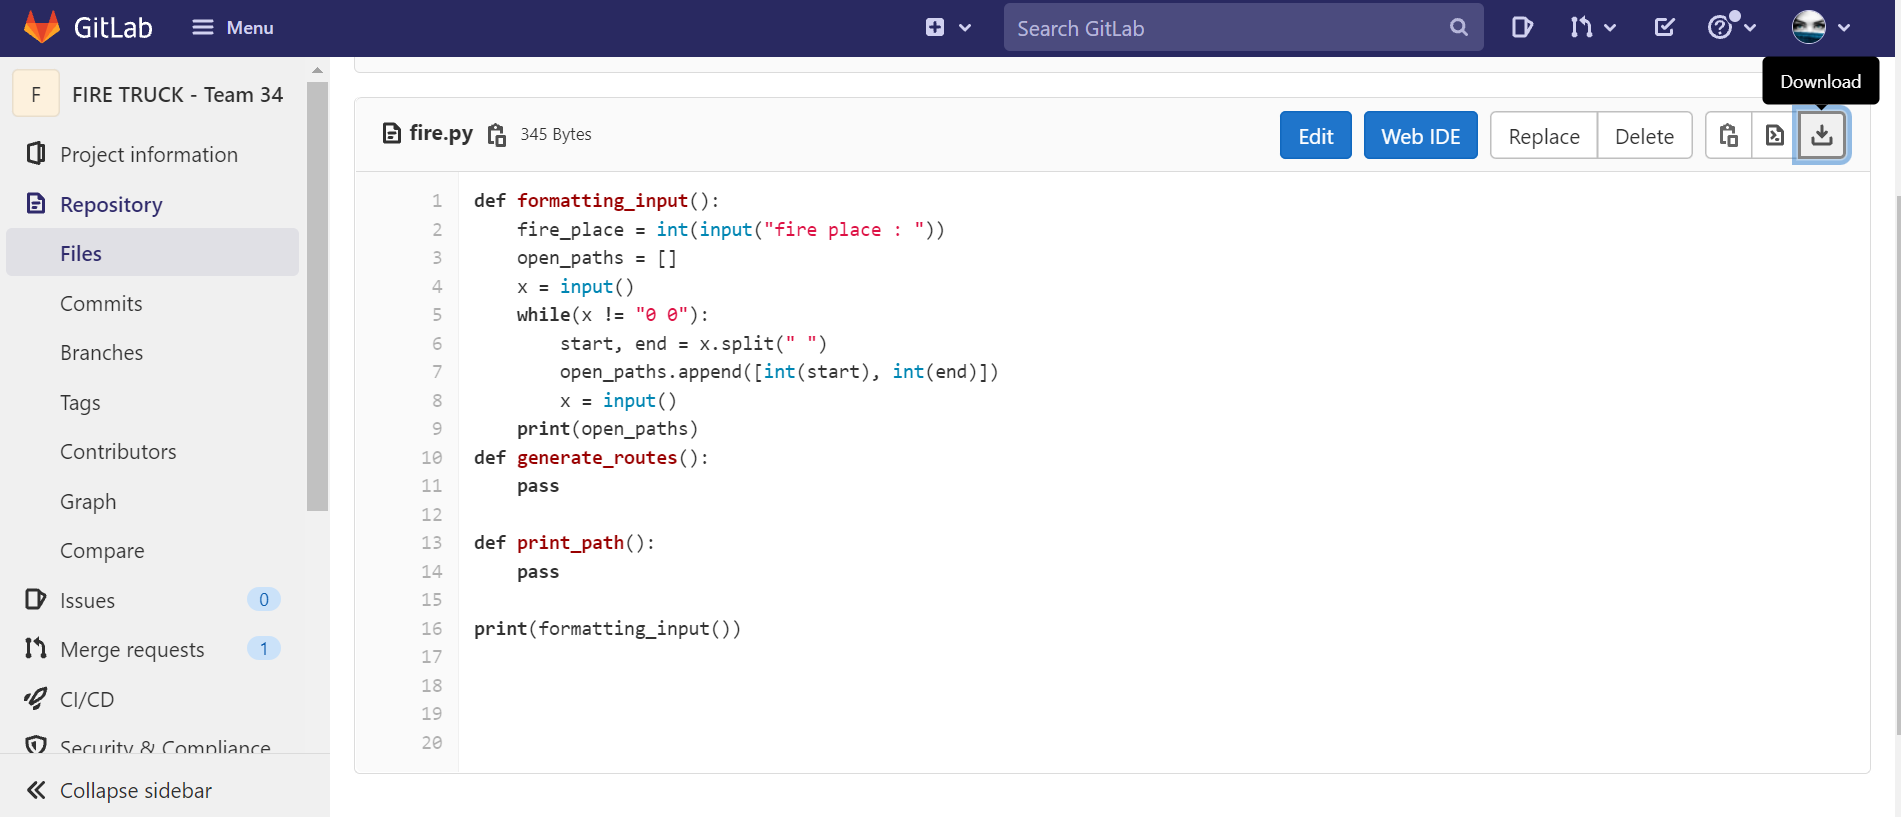 GitLab
Menu
Search GitLab
Download
F
FIRE TRUCK - Team 34
Project information
Repository
Files
Commits
Branches
Tags
Contributors
Graph
Compare
Issues 0
Merge requests 1
CI/CD
Security & Compliance
Collapse sidebar
fire.py 345 Bytes
Edit Web IDE Replace Delete
1 def formatting_input():
2     fire_place = int(input("fire place : "))
3     open_paths = []
4     x = input()
5     while(x != "0 0"):
6         start, end = x.split(" ")
7         open_paths.append([int(start), int(end)])
8         x = input()
9     print(open_paths)
10 def generate_routes():
11     pass
12
13 def print_path():
14     pass
15
16 print(formatting_input())
17
18
19
20